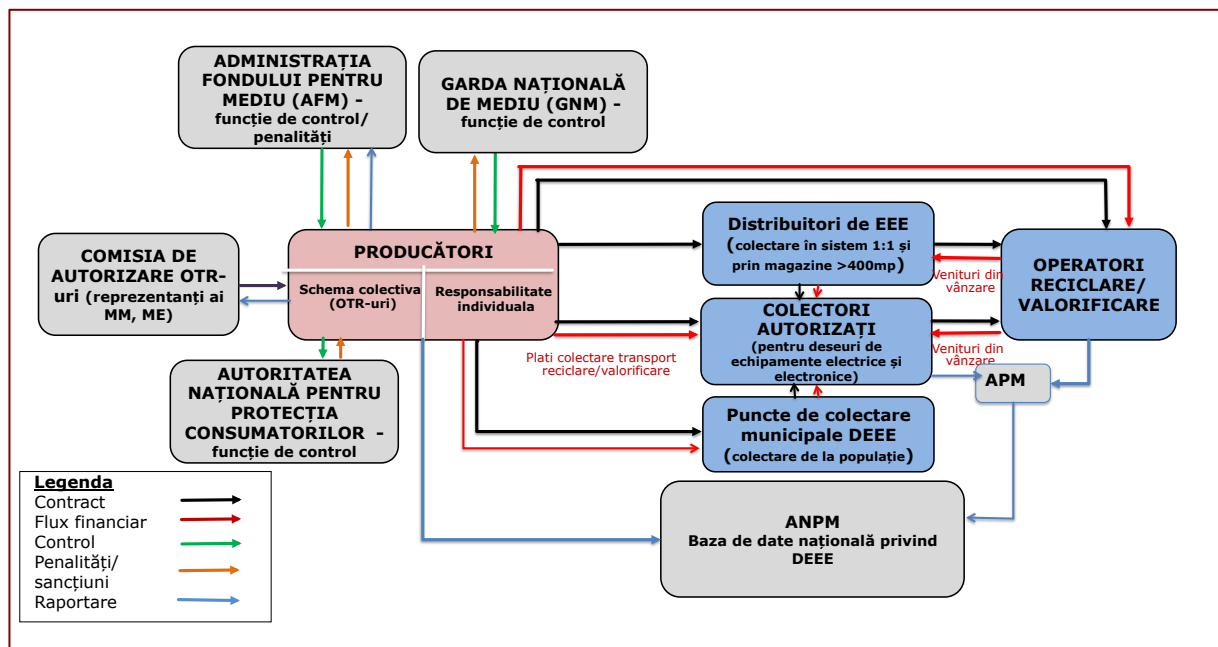 ADMINISTRAȚIA
FONDULUI PENTRU
MEDIU (AFM) -
funcție de control/
penalități
GARDA NAȚIONALĂ
DE MEDIU (GNM) -
funcție de control
COMISIA DE
AUTORIZARE OTR-
uri (reprezentanți ai
MM, ME)
PRODUCĂTORI
Schema colectiva
(OTR-uri)
Responsabilitate
individuala
Distribuitori de EEE
(colectare în sistem 1:1 și
prin magazine >400mp)
Venituri din
vânzare
OPERATORI
RECICLARE/
VALORIFICARE
COLECTORI
AUTORIZAȚI
(pentru deseuri de
echipamente electrice și
electronice)
Venituri din
vânzare
Plati colectare transport
reciclare/valorificare
APM
AUTORITATEA
NAȚIONALĂ PENTRU
PROTECȚIA
CONSUMATORILOR -
funcție de control
Puncte de colectare
municipale DEEE
(colectare de la populație)
ANPM
Baza de date națională privind
DEEE
Legenda
Contract
Flux financiar
Control
Penalități/
sancțiuni
Raportare